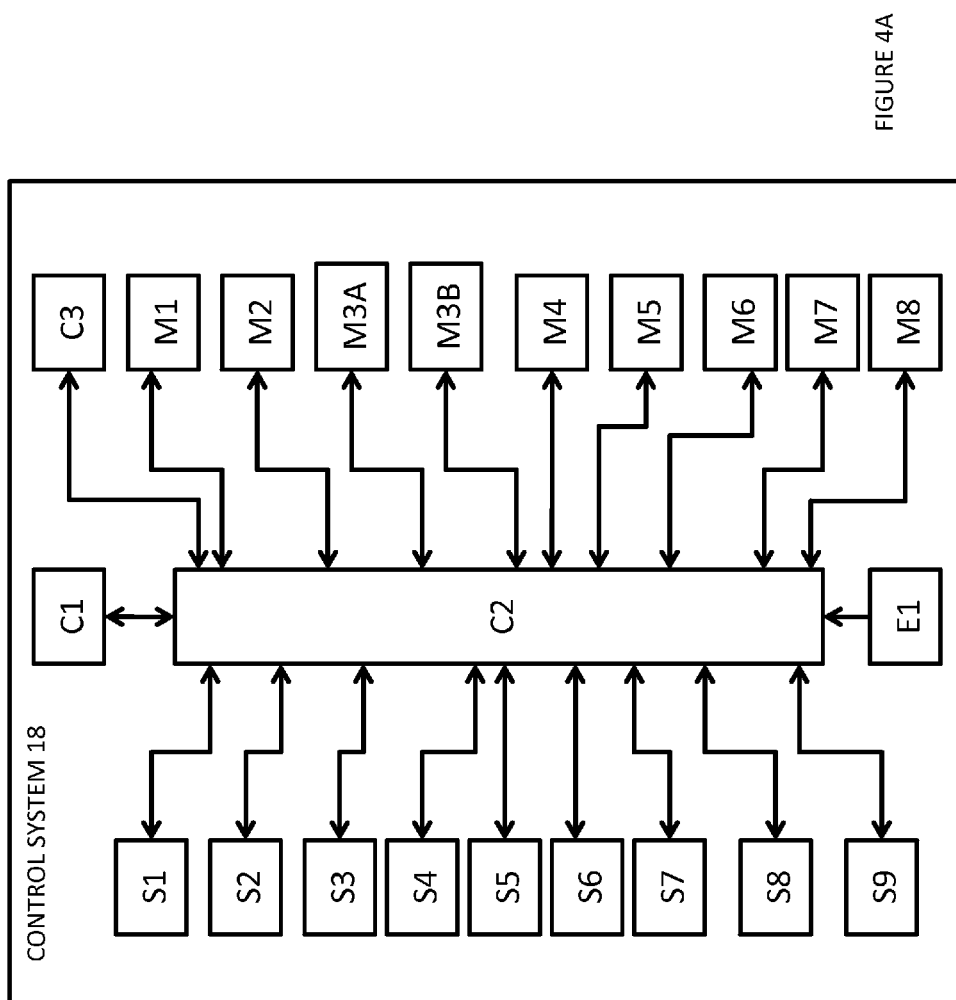 CONTROL SYSTEM 18
S1
S2
S3
S4
S5
S6
S7
S8
S9
C1
C2
E1
C3
M1
M2
M3A
M3B
M4
M5
M6
M7
M8
FIGURE 4A